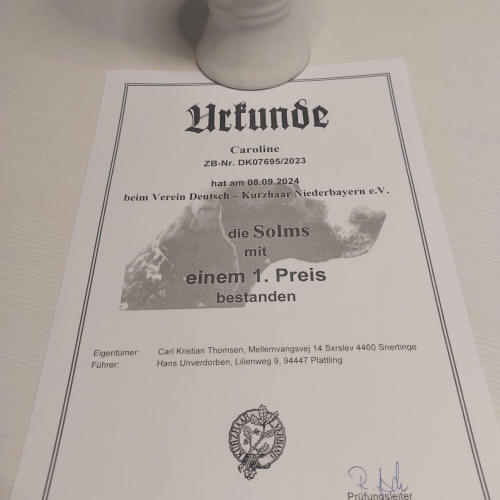 Urkunde
Caroline
ZB-Nr. DK07695/2023
hat am 08.09.2024
beim Verein Deutsch – Kurzhaar Niederbayern e.V.
die Solms
mit
einem 1. Preis
bestanden
Eigentümer: Carl Kristian Thomsen, Mellemvangsvej 14 Sxrslev 4460 Snertinge
Führer: Hans Unverdorben, Lilienweg 9, 94447 Plattling
KURZHAAR VERBAND
Prüfungsleiter